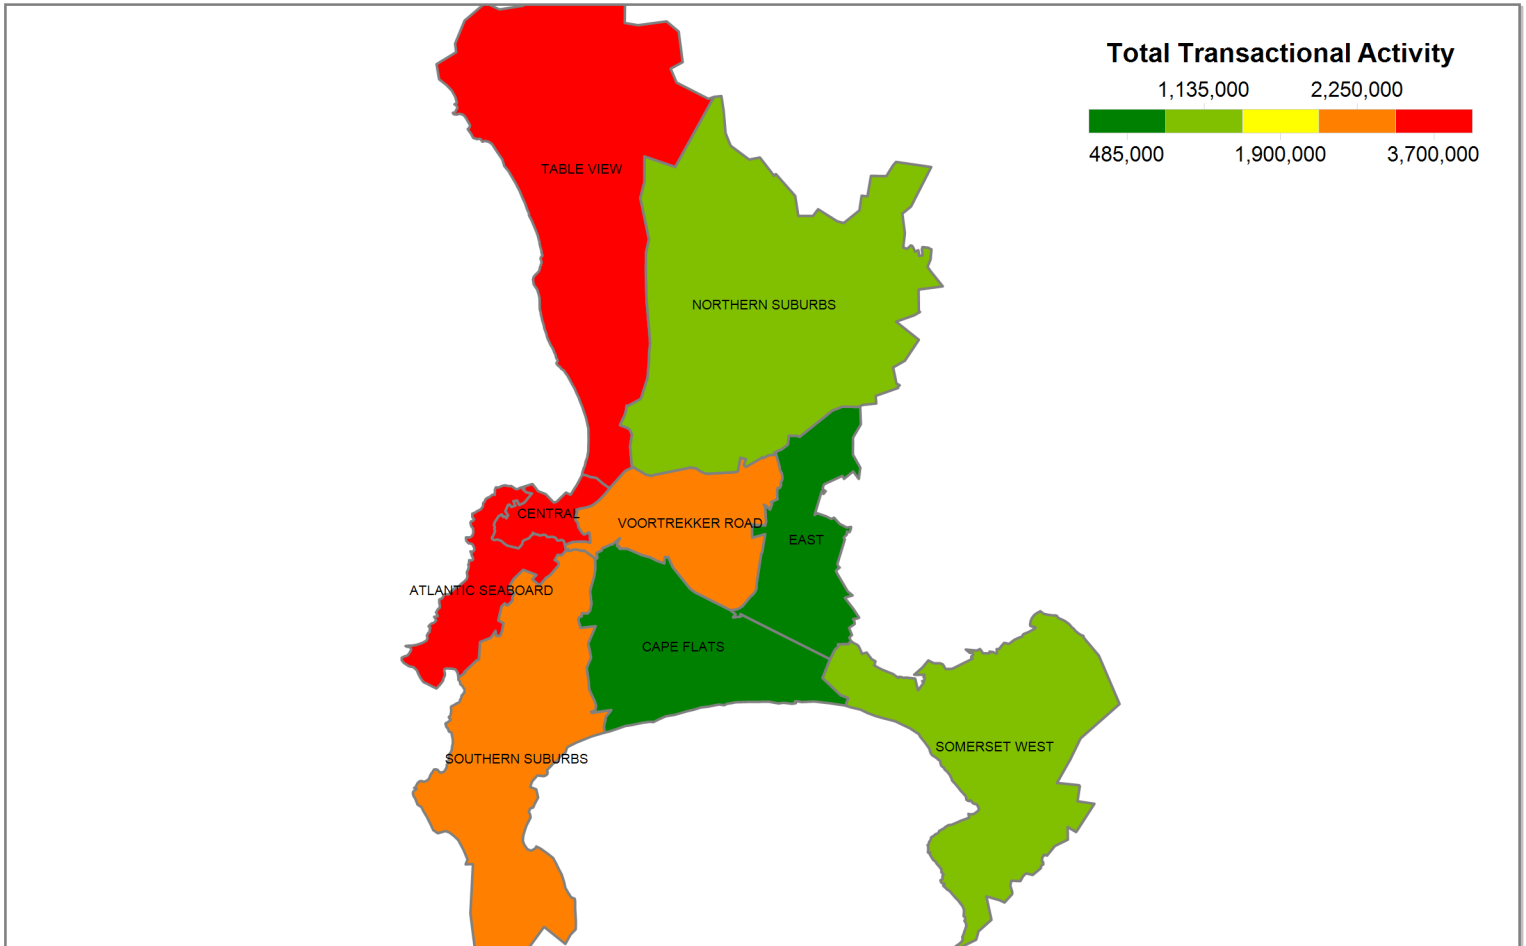 Total Transactional Activity
1,135,000 2,250,000
485,000 1,900,000 3,700,000
TABLE VIEW
NORTHERN SUBURBS
CENTRAL
VOORTREKKER ROAD
EAST
ATLANTIC SEABOARD
CAPE FLATS
SOMERSET WEST
SOUTHERN SUBURBS